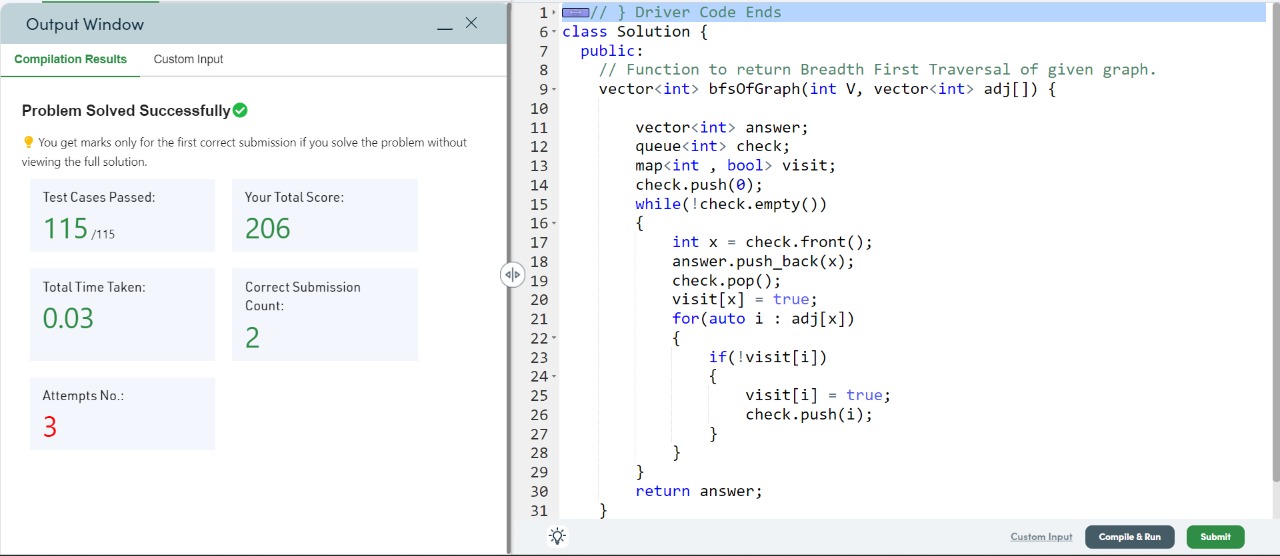 Output Window
Compilation Results
Custom Input
Problem Solved Successfully
You get marks only for the first correct submission if you solve the problem without
viewing the full solution.
Test Cases Passed:
115 /115
Your Total Score:
206
Total Time Taken:
0.03
Correct Submission
Count:
2
Attempts No.:
3
1 // } Driver Code Ends
6 class Solution {
7 public:
8 // Function to return Breadth First Traversal of given graph.
9 vector<int> bfsOfGraph(int V, vector<int> adj[]) {
10
11 vector<int> answer;
12 queue<int> check;
13 map<int , bool> visit;
14 check.push(0);
15 while(!check.empty())
16 {
17 int x = check.front();
18 answer.push_back(x);
19 check.pop();
20 visit[x] = true;
21 for(auto i : adj[x])
22 {
23 if(!visit[i])
24 {
25 visit[i] = true;
26 check.push(i);
27 }
28 }
29 }
30 return answer;
31 }
Custom Input
Compile & Run
Submit